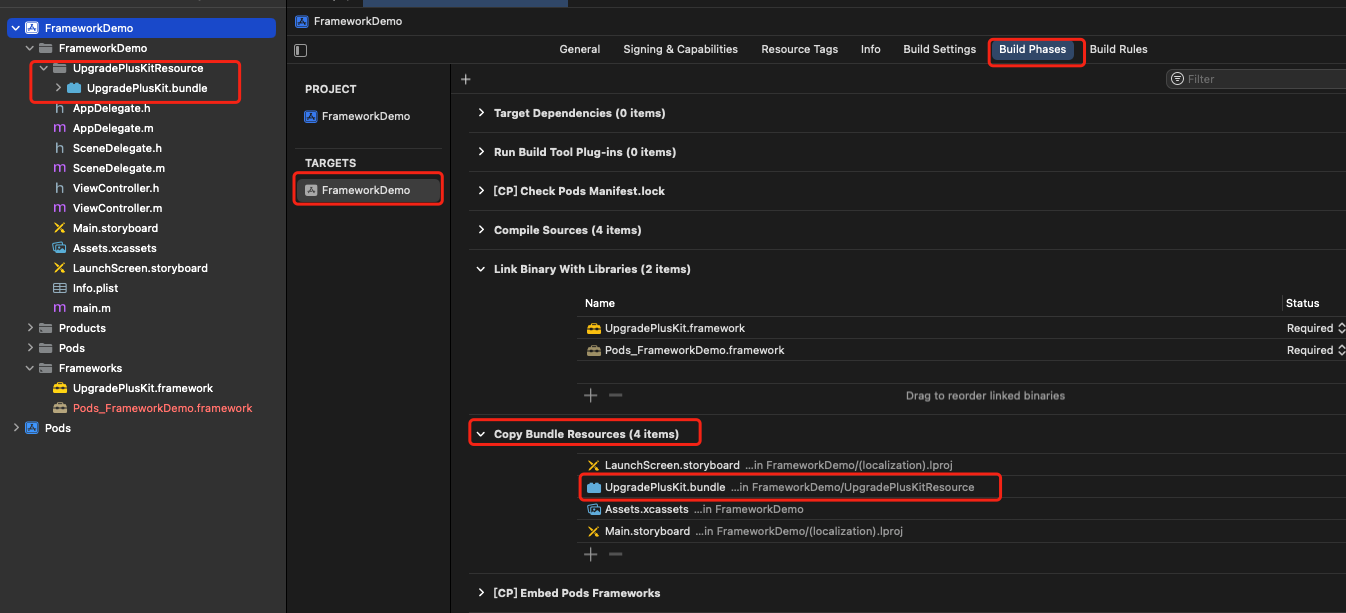 FrameworkDemo
FrameworkDemo
UpgradePlusKitResource
UpgradePlusKit.bundle
h AppDelegate.h
m AppDelegate.m
h SceneDelegate.h
m SceneDelegate.m
h ViewController.h
m ViewController.m
Main.storyboard
Assets.xcassets
LaunchScreen.storyboard
Info.plist
m main.m
Products
Pods
Frameworks
UpgradePlusKit.framework
Pods_FrameworkDemo.framework
Pods
FrameworkDemo
General Signing & Capabilities Resource Tags Info Build Settings Build Phases Build Rules
PROJECT
FrameworkDemo
TARGETS
FrameworkDemo
Filter
Target Dependencies (0 items)
Run Build Tool Plug-ins (0 items)
[CP] Check Pods Manifest.lock
Compile Sources (4 items)
Link Binary With Libraries (2 items)
Name Status
UpgradePlusKit.framework Required
Pods_FrameworkDemo.framework Required
Drag to reorder linked binaries
Copy Bundle Resources (4 items)
LaunchScreen.storyboard ...in FrameworkDemo/(localization).lproj
UpgradePlusKit.bundle ...in FrameworkDemo/UpgradePlusKitResource
Assets.xcassets ...in FrameworkDemo
Main.storyboard ...in FrameworkDemo/(localization).lproj
[CP] Embed Pods Frameworks